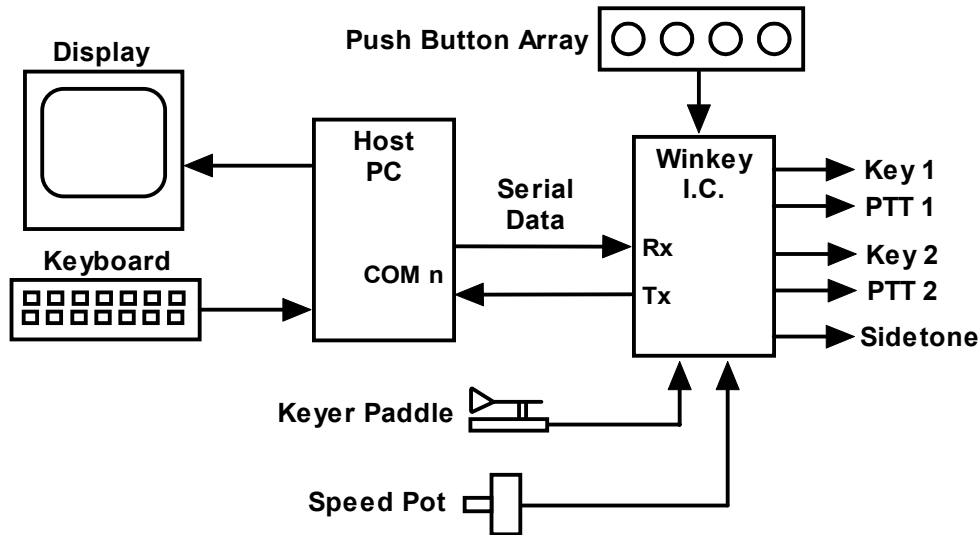 Push Button Array
Display
Host
PC
Winkey
I.C.
Key 1
PTT 1
Serial
Data
Keyboard
COM n
Rx
Tx
Key 2
PTT 2
Sidetone
Keyer Paddle
Speed Pot